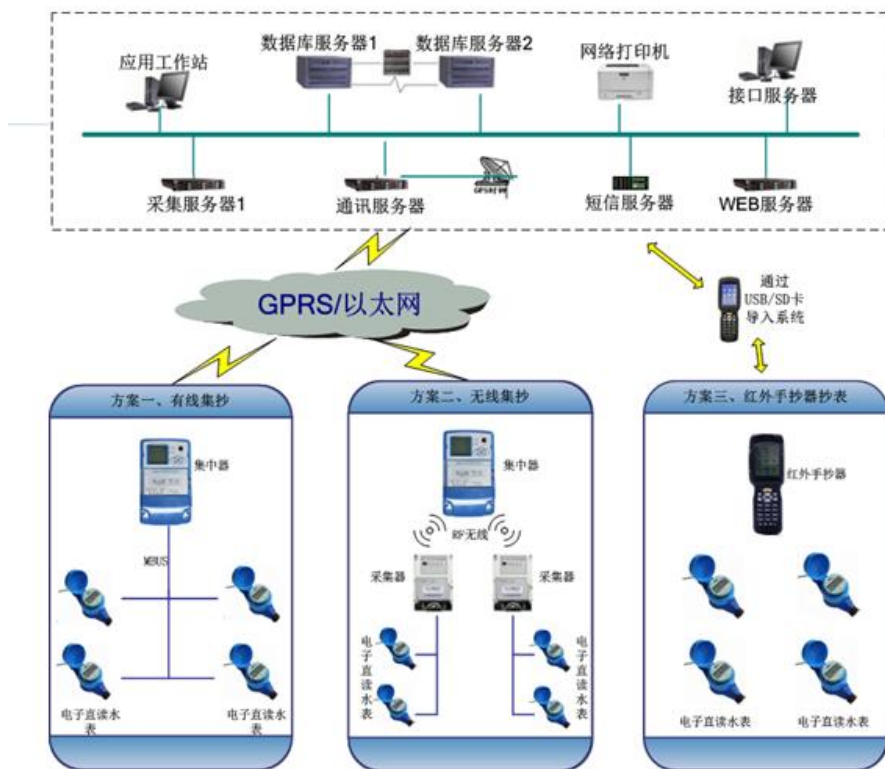 应用工作站
数据库服务器1
数据库服务器2
网络打印机
接口服务器
采集服务器1
通讯服务器
GPS时钟
短信服务器
WEB服务器
GPRS/以太网
通过
USB/SD卡
导入系统
方案一、有线集抄
集中器
MBUS
电子直读水
表
电子直读水
表
方案二、无线集抄
集中器
RF无线
采集器
采集器
电子直读水表
电子直读水表
方案三、红外手抄器抄表
红外手抄器
电子直读水表
电子直读水表